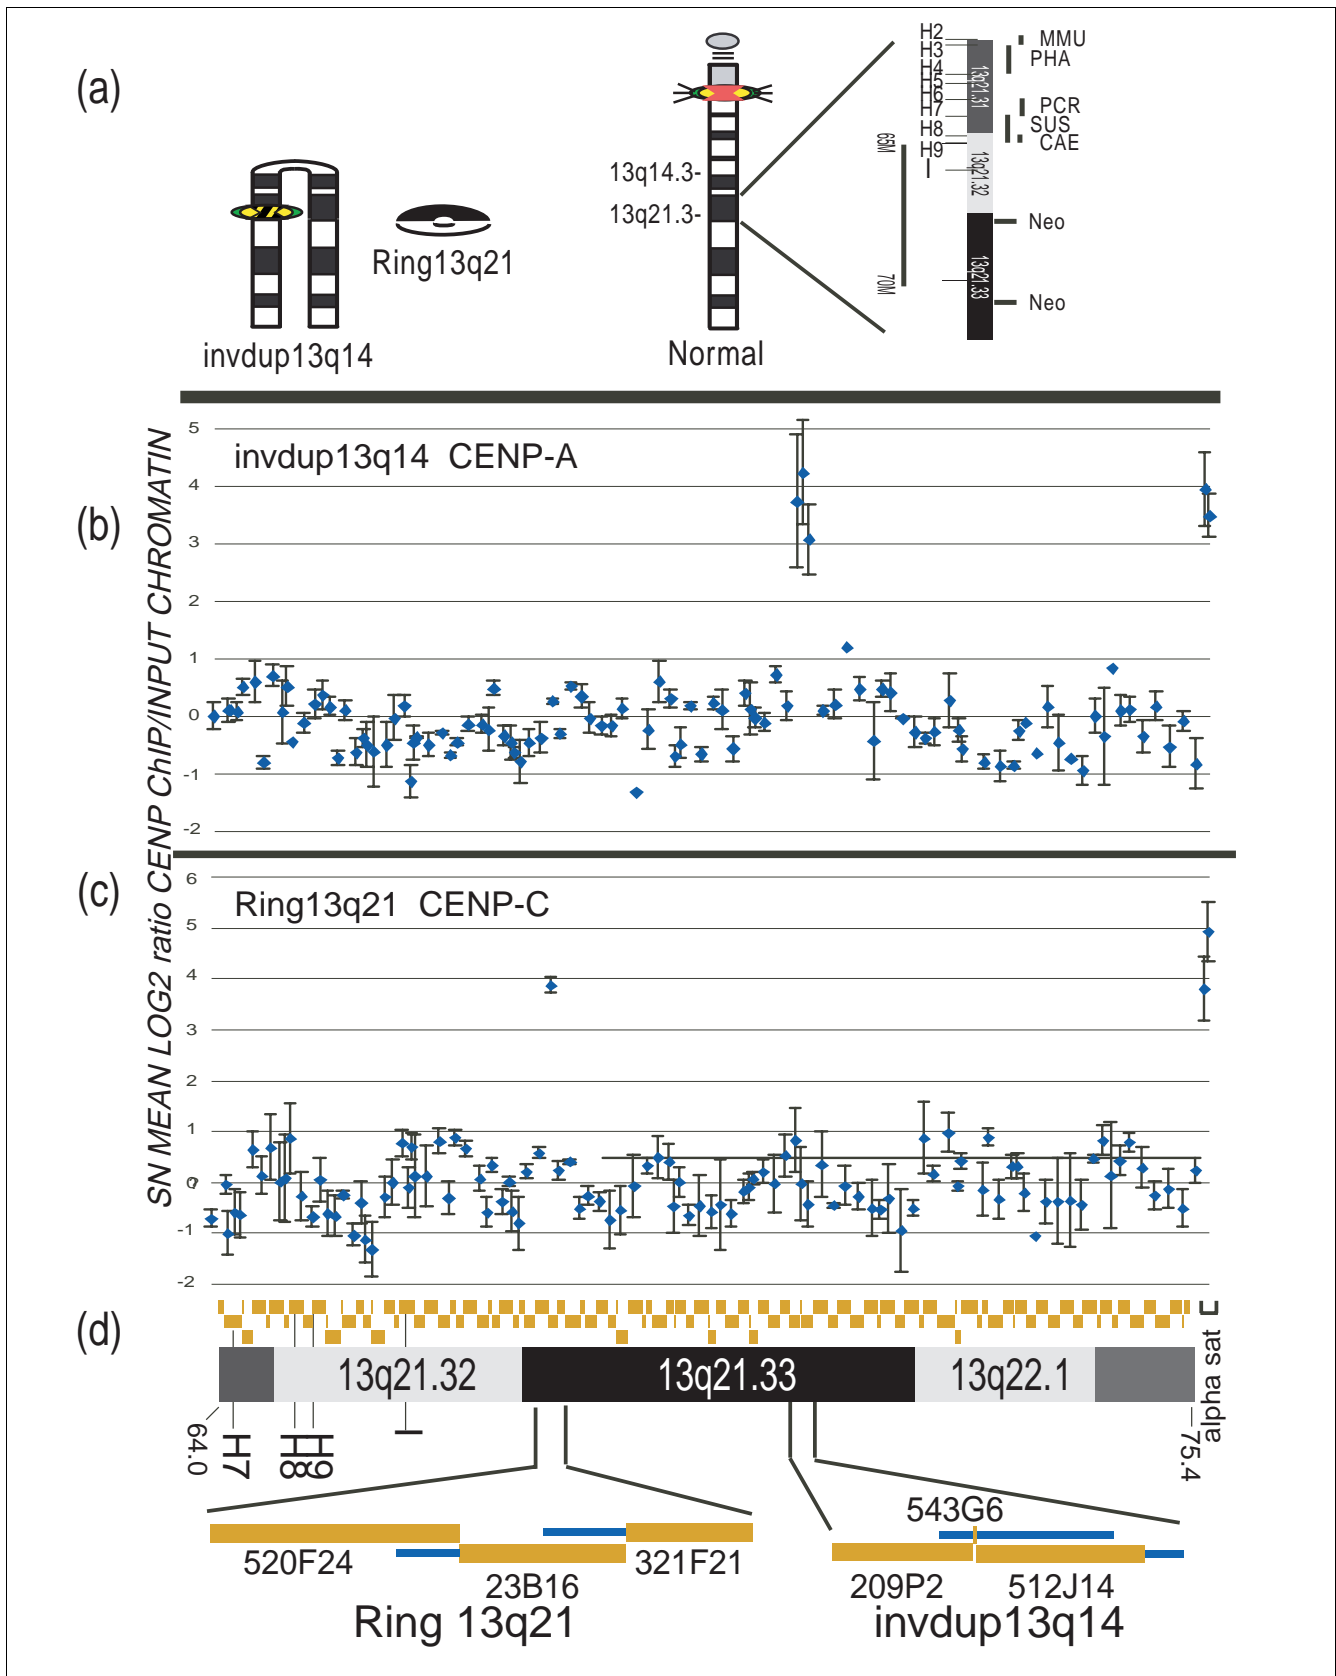 (a)
invdup13q14
Ring13q21
13q14.3-
13q21.3-
Normal
H2
H3
H4
H5
H6
H7
H8
H9
I
65M
70M
13q21.31
13q21.32
13q21.33
MMU
PHA
PCR
SUS
CAE
Neo
Neo
SN MEAN LOG2 ratio CENP ChIP/INPUT CHROMATIN
(b)
invdup13q14 CENP-A
5
4
3
2
1
0
-1
-2
(c)
Ring13q21 CENP-C
6
5
4
3
2
1
0
-1
-2
(d)
13q21.32
13q21.33
13q22.1
alpha sat
64.0
H7
H8
H9
I
75.4
520F24
23B16
321F21
Ring 13q21
543G6
209P2
512J14
invdup13q14